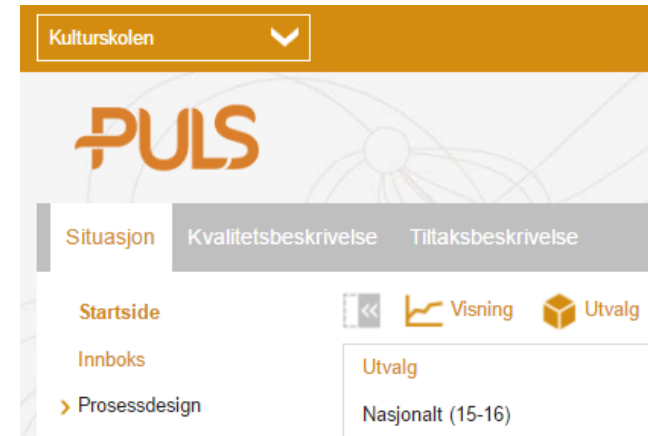 Kulturskolen
PULS
Situasjon Kvalitetsbeskrivelse Tiltaksbeskrivelse
Startside
Visning Utvalg
Innboks
Utvalg
Prosessdesign
Nasjonalt (15-16)